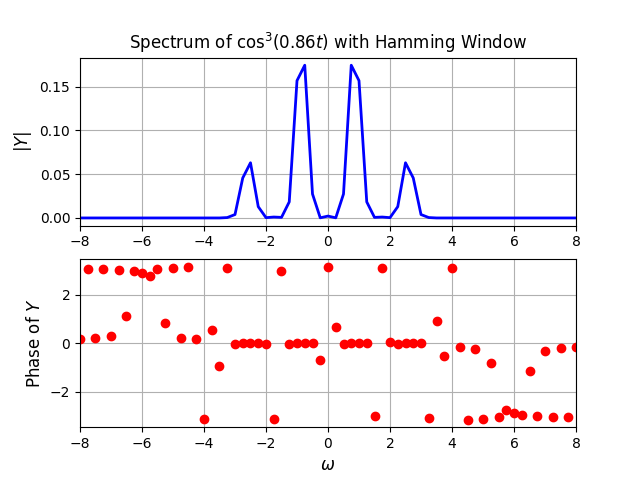 Spectrum of cos³(0.86t) with Hamming Window
|Y|
0.15
0.10
0.05
0.00
−8 −6 −4 −2 0 2 4 6 8
Phase of Y
2
0
−2
−8 −6 −4 −2 0 2 4 6 8
ω